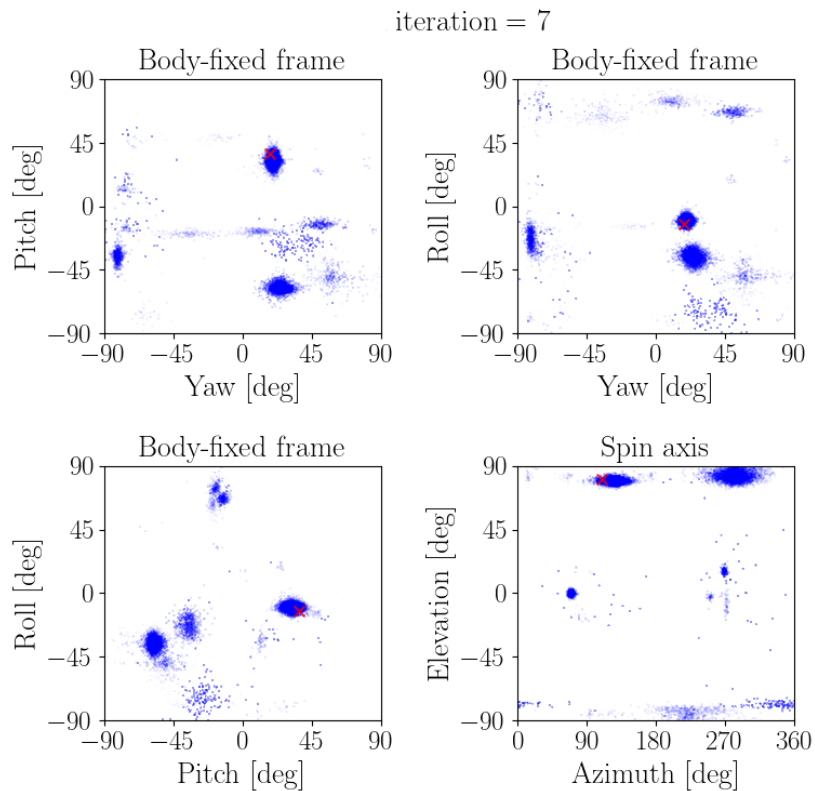 iteration = 7
Body-fixed frame
90
45
0
−45
−90
Pitch [deg]
−90 −45 0 45 90
Yaw [deg]
Body-fixed frame
90
45
0
−45
−90
Roll [deg]
−90 −45 0 45 90
Yaw [deg]
Body-fixed frame
90
45
0
−45
−90
Roll [deg]
−90 −45 0 45 90
Pitch [deg]
Spin axis
90
45
0
−45
−90
Elevation [deg]
0 90 180 270 360
Azimuth [deg]